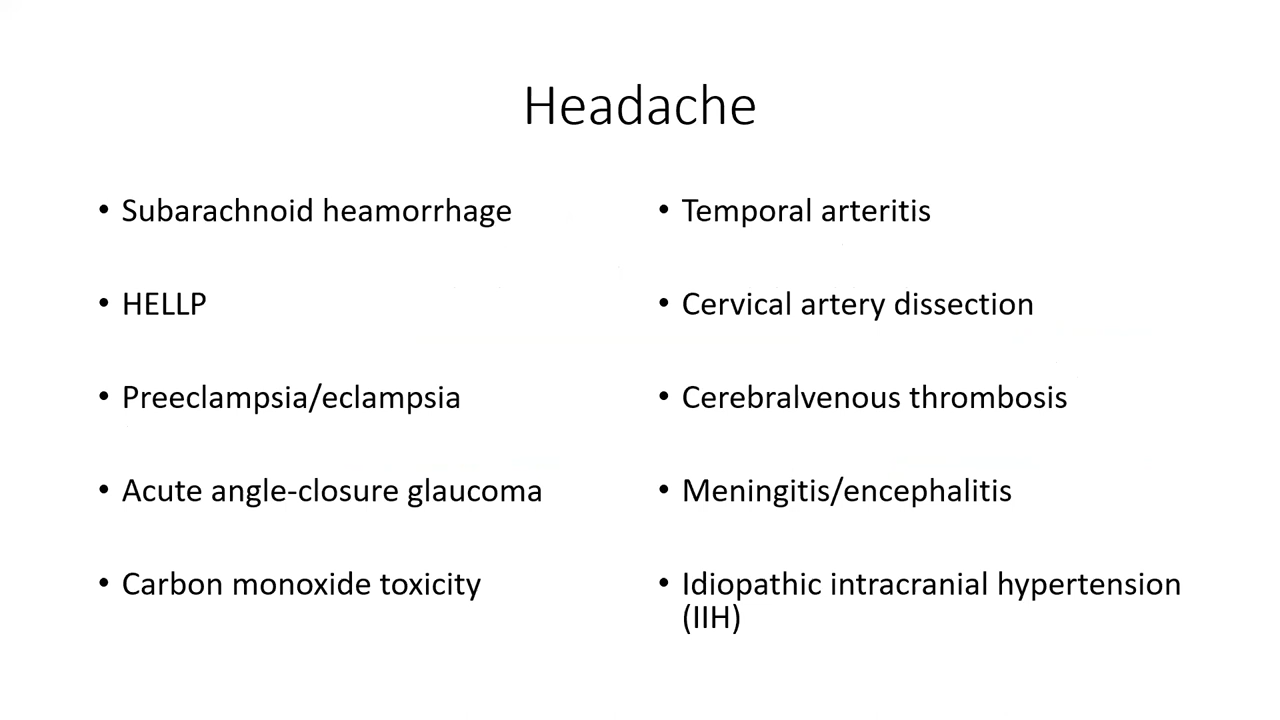 Headache
• Subarachnoid heamorrhage
• HELLP
• Preeclampsia/eclampsia
• Acute angle-closure glaucoma
• Carbon monoxide toxicity
• Temporal arteritis
• Cervical artery dissection
• Cerebralvenous thrombosis
• Meningitis/encephalitis
• Idiopathic intracranial hypertension
(IIH)